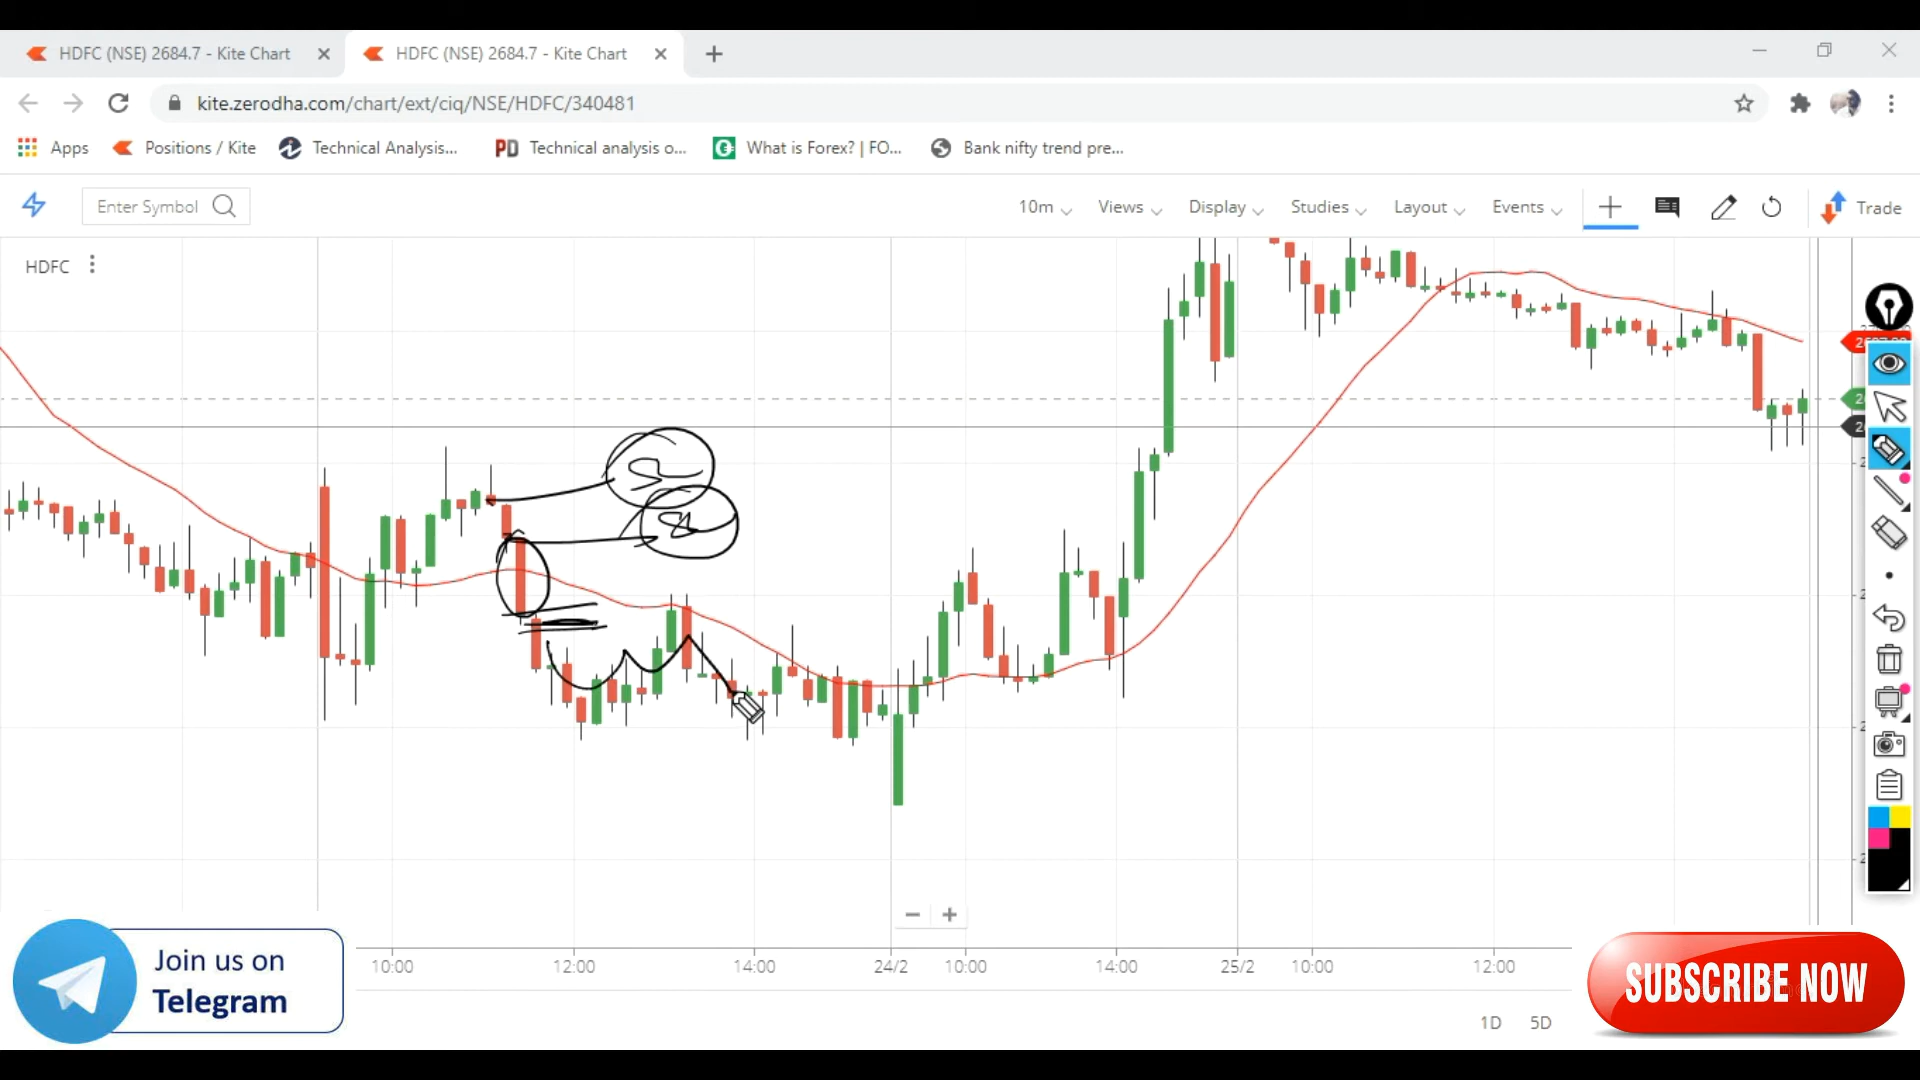 HDFC (NSE) 2684.7 - Kite Chart
HDFC (NSE) 2684.7 - Kite Chart
kite.zerodha.com/chart/ext/ciq/NSE/HDFC/340481
Apps
Positions / Kite
Technical Analysis...
PD
Technical analysis o...
What is Forex? | FO...
Bank nifty trend pre...
Enter Symbol
10m
Views
Display
Studies
Layout
Events
Trade
HDFC
10:00
12:00
14:00
24/2
10:00
14:00
25/2
10:00
12:00
1D
5D
Join us on
Telegram
SUBSCRIBE NOW